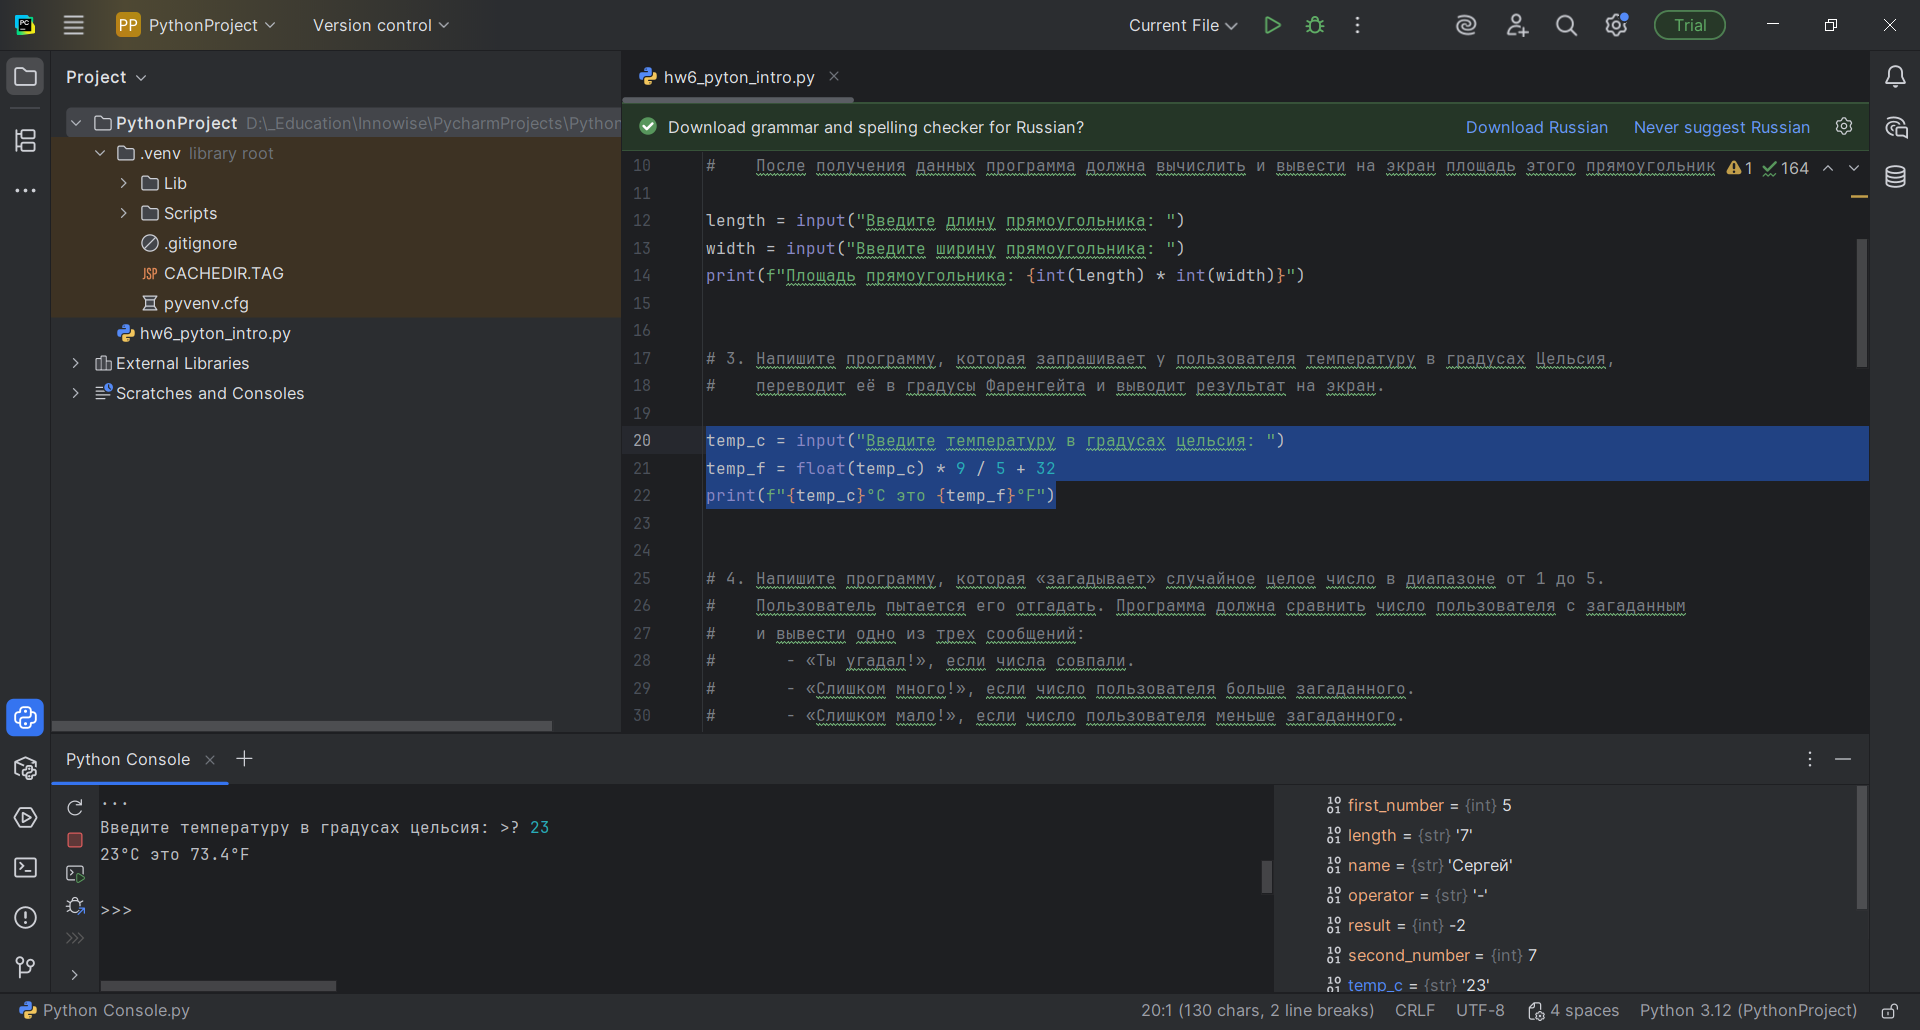 PC PP PythonProject Version control Current File Trial
Project
hw6_pyton_intro.py
PythonProject D:\_Education\Innowise\PycharmProjects\Python
.venv library root
Lib
Scripts
.gitignore
JSP CACHEDIR.TAG
pyvenv.cfg
hw6_pyton_intro.py
External Libraries
Scratches and Consoles
Download grammar and spelling checker for Russian? Download Russian Never suggest Russian
1 164
10 #    После получения данных программа должна вычислить и вывести на экран площадь этого прямоугольник
11
12 length = input("Введите длину прямоугольника: ")
13 width = input("Введите ширину прямоугольника: ")
14 print(f"Площадь прямоугольника: {int(length) * int(width)}")
15
16
17 # 3. Напишите программу, которая запрашивает у пользователя температуру в градусах Цельсия,
18 #    переводит её в градусы Фаренгейта и выводит результат на экран.
19
20 temp_c = input("Введите температуру в градусах цельсия: ")
21 temp_f = float(temp_c) * 9 / 5 + 32
22 print(f"{temp_c}°C это {temp_f}°F")
23
24
25 # 4. Напишите программу, которая «загадывает» случайное целое число в диапазоне от 1 до 5.
26 #    Пользователь пытается его отгадать. Программа должна сравнить число пользователя с загаданным
27 #    и вывести одно из трех сообщений:
28 #       - «Ты угадал!», если числа совпали.
29 #       - «Слишком много!», если число пользователя больше загаданного.
30 #       - «Слишком мало!», если число пользователя меньше загаданного.
Python Console
...
Введите температуру в градусах цельсия: >? 23
23°C это 73.4°F
>>>
first_number = {int} 5
length = {str} '7'
name = {str} 'Сергей'
operator = {str} '-'
result = {int} -2
second_number = {int} 7
temp_c = {str} '23'
Python Console.py 20:1 (130 chars, 2 line breaks) CRLF UTF-8 4 spaces Python 3.12 (PythonProject)